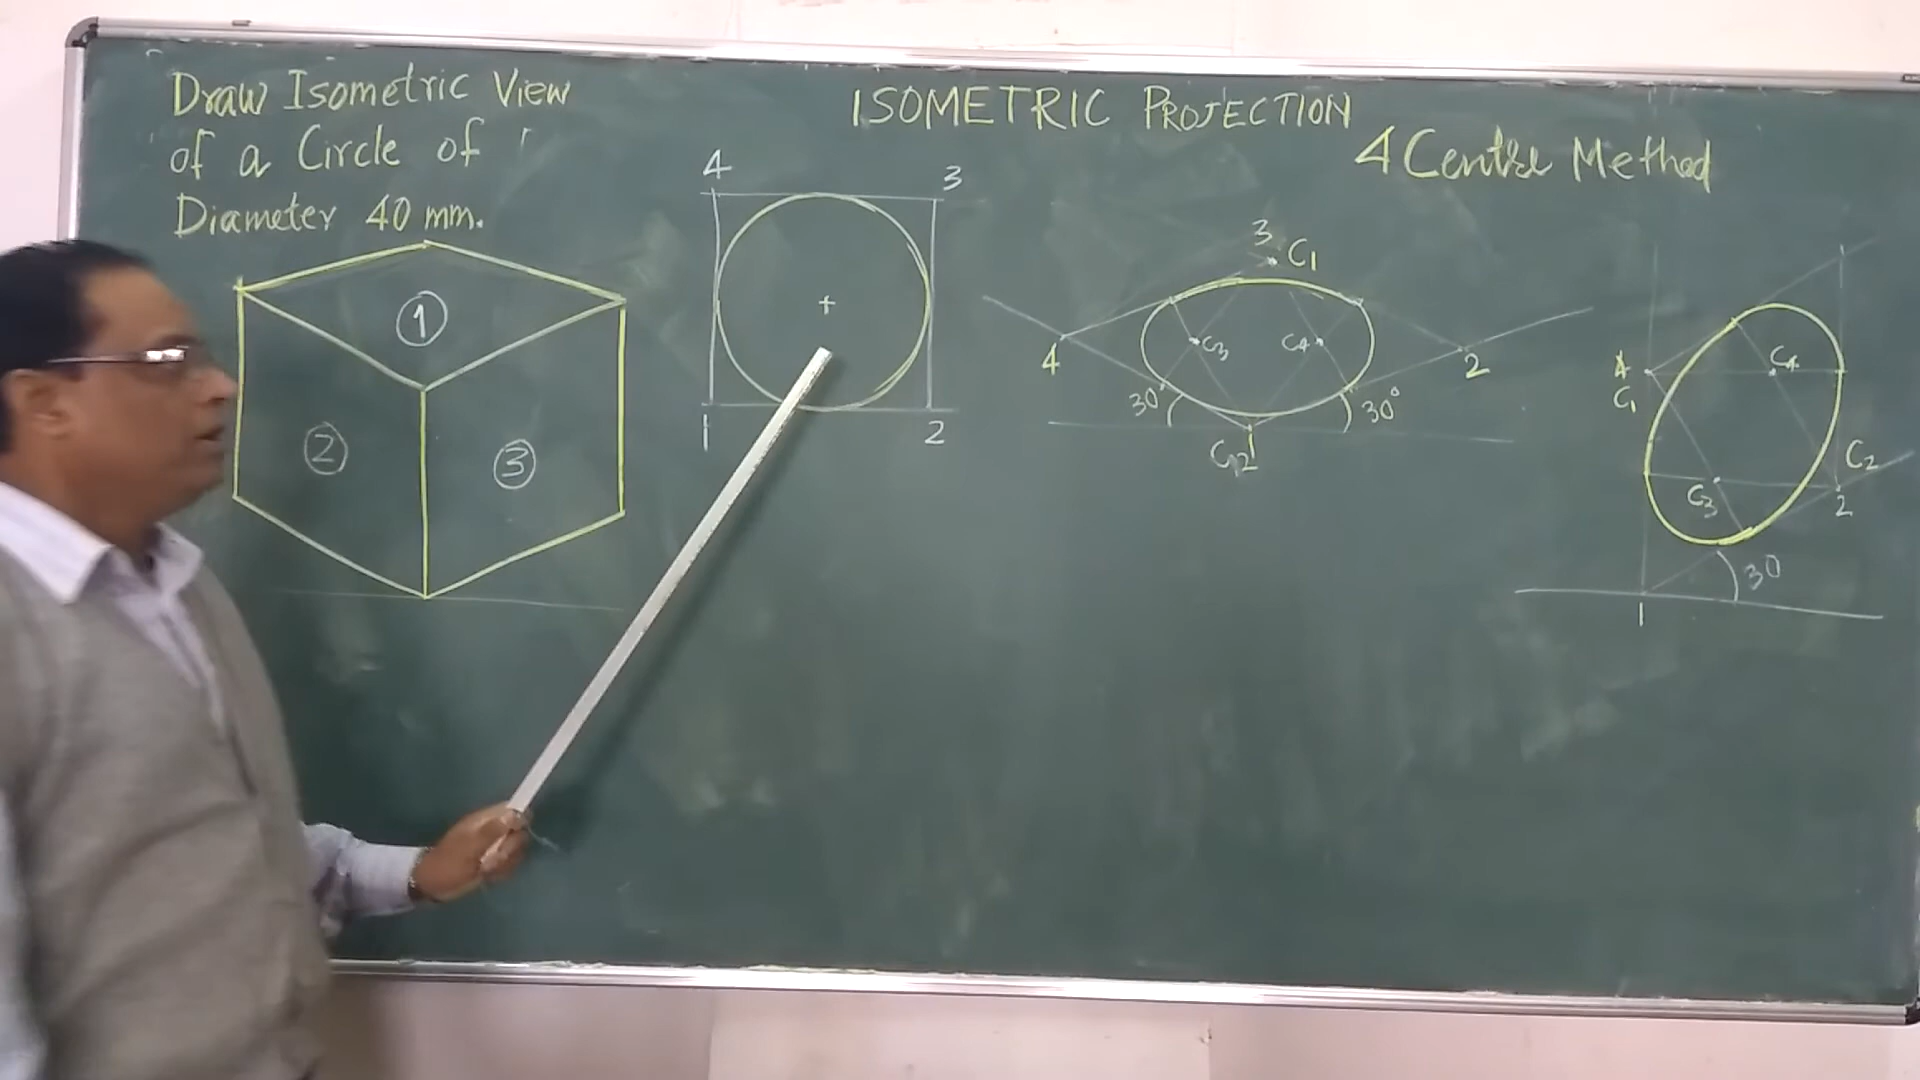 Draw Isometric View
of a Circle of
Diameter 40 mm.
ISOMETRIC PROJECTION
4 Centre Method
1
2
3
4
3
1
2
3
C1
4
C3
C4
2
30°
30°
1
4
C1
C4
C3
C2
2
30
1